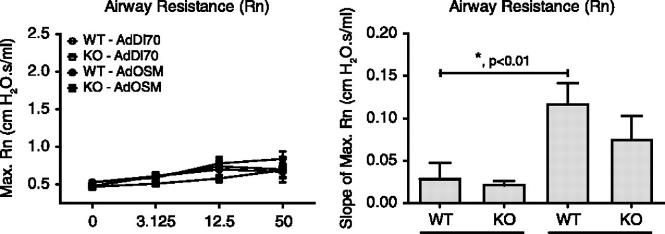 Airway Resistance (Rn)
Max. Rn (cm H2O.s/ml)
2.5
2.0
1.5
1.0
0.5
WT - AdDl70
KO - AdDl70
WT - AdOSM
KO - AdOSM
0 3.125 12.5 50
Airway Resistance (Rn)
Slope of Max. Rn (cm H2O.s/ml)
0.20
0.15
0.10
0.05
0.00
*, p<0.01
WT KO WT KO